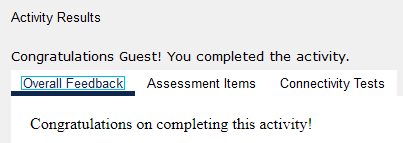 Activity Results
Congratulations Guest! You completed the activity.
Overall Feedback Assessment Items Connectivity Tests
Congratulations on completing this activity!